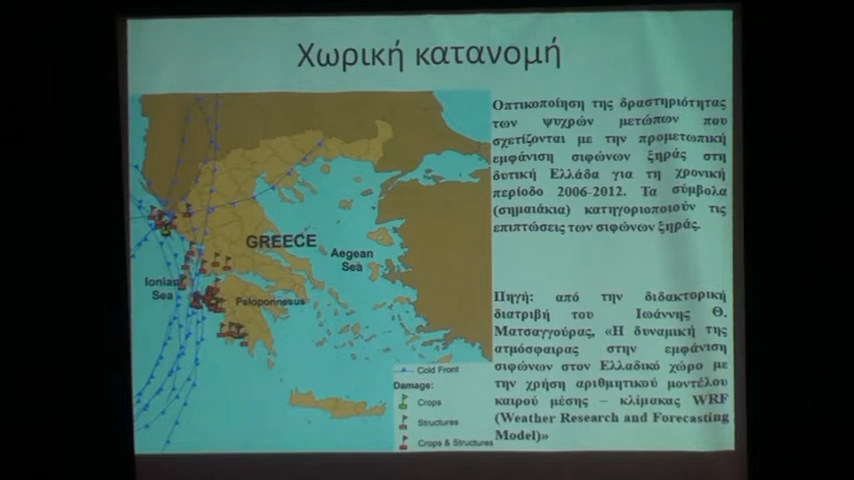 Χωρική κατανομή
Οπτικοποίηση της δραστηριότητας
των ψυχρών μετώπων που
σχετίζονται με την προμετωπική
εμφάνιση σιφώνων ξηράς στη
δυτική Ελλάδα για τη χρονική
περίοδο 2006-2012. Τα σύμβολα
(σημαιάκια) κατηγοριοποιούν τις
επιπτώσεις των σιφώνων ξηράς.
GREECE
Aegean
Sea
Ionian
Sea
Peloponnesus
Cold Front
Damage:
Crops
Structures
Crops & Structures
Πηγή: από την διδακτορική
διατριβή του Ιωάννης Θ.
Ματσαγγούρας, «Η δυναμική της
ατμόσφαιρας στην εμφάνιση
σιφώνων στον Ελλαδικό χώρο με
την χρήση αριθμητικού μοντέλου
καιρού μέσης – κλίμακας WRF
(Weather Research and Forecasting
Model)»